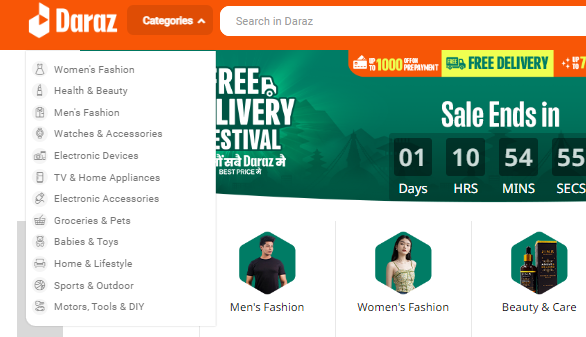 Daraz
Categories
Search in Daraz
Women's Fashion
Health & Beauty
Men's Fashion
Watches & Accessories
Electronic Devices
TV & Home Appliances
Electronic Accessories
Groceries & Pets
Babies & Toys
Home & Lifestyle
Sports & Outdoor
Motors, Tools & DIY
UP TO 1000 OFF ON PREPAYMENT
FREE DELIVERY
UP TO 7
FREE
LIVERY
ESTIVAL
सबै Daraz मै
BEST PRICE मै
Sale Ends in
01 10 54 55
Days HRS MINS SECS
Men's Fashion
Women's Fashion
Beauty & Care